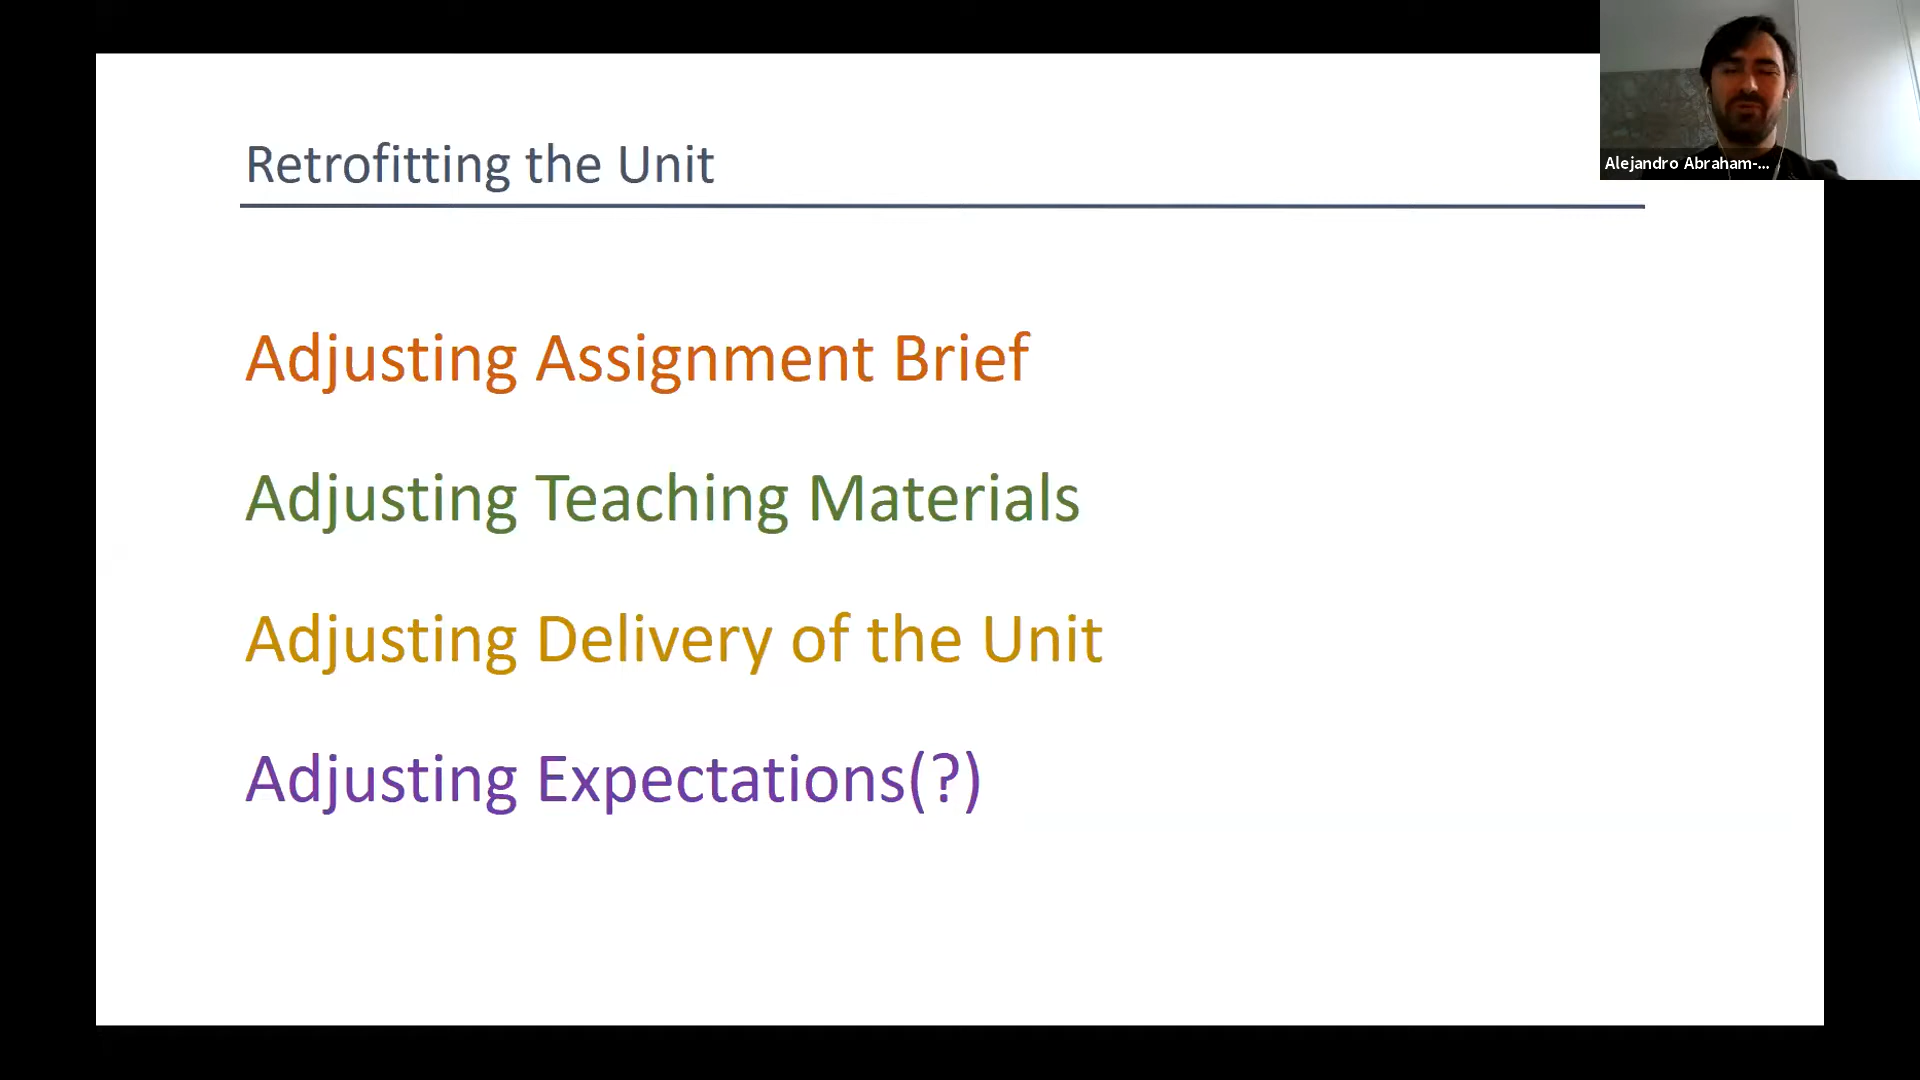 Retrofitting the Unit
Alejandro Abraham-...
Adjusting Assignment Brief
Adjusting Teaching Materials
Adjusting Delivery of the Unit
Adjusting Expectations(?)